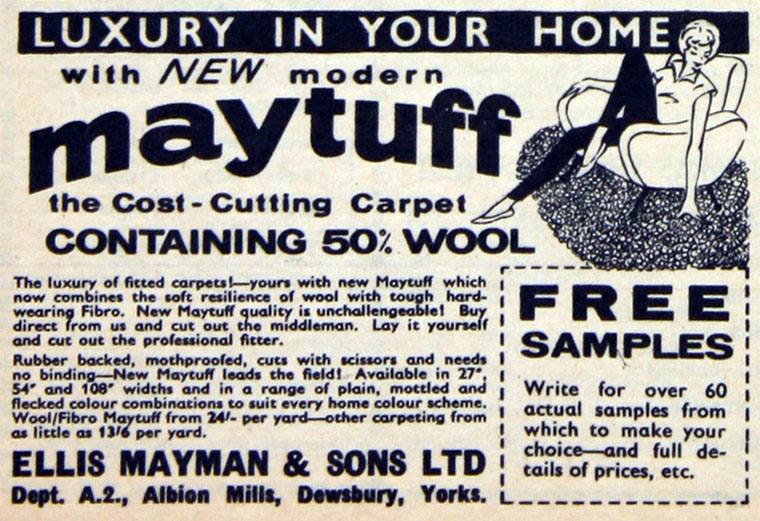 LUXURY IN YOUR HOME
with NEW modern
maytuff
the Cost-Cutting Carpet
CONTAINING 50% WOOL
The luxury of fitted carpets!—yours with new Maytuff which
now combines the soft resilience of wool with tough hard-
wearing Fibro. New Maytuff quality is unchallengeable! Buy
direct from us and cut out the middleman. Lay it yourself
and cut out the professional fitter.
Rubber backed, mothproofed, cuts with scissors and needs
no binding—New Maytuff leads the field! Available in 27",
54" and 108" widths and in a range of plain, mottled and
flecked colour combinations to suit every home colour scheme.
Wool/Fibro Maytuff from 24/- per yard—other carpeting from
as little as 13/6 per yard.
ELLIS MAYMAN & SONS LTD
Dept. A.2., Albion Mills, Dewsbury, Yorks.
FREE
SAMPLES
Write for over 60
actual samples from
which to make your
choice—and full de-
tails of prices, etc.